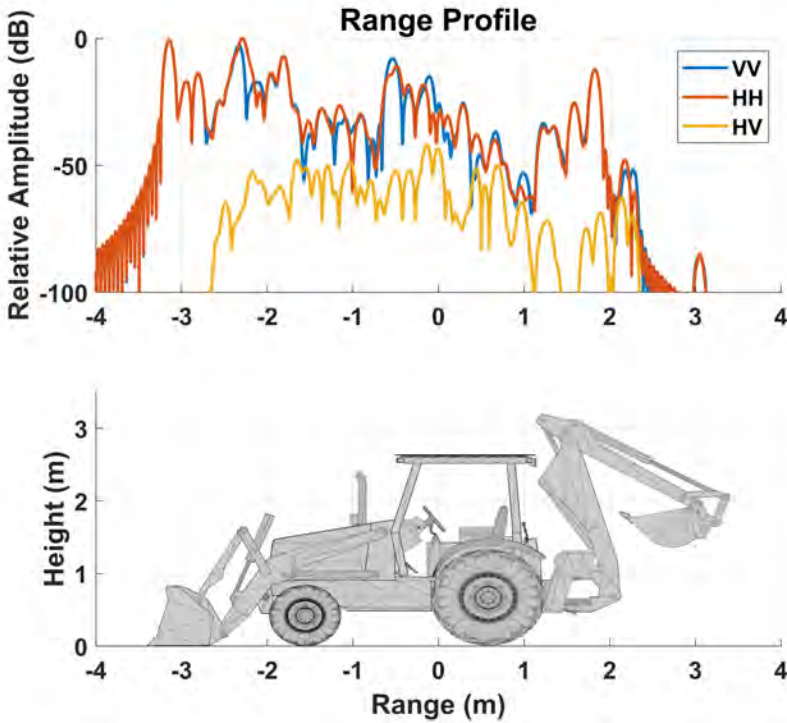 Range Profile
Relative Amplitude (dB)
0
-50
-100
VV
HH
HV
-4 -3 -2 -1 0 1 2 3 4
Height (m)
3
2
1
0
-4 -3 -2 -1 0 1 2 3 4
Range (m)